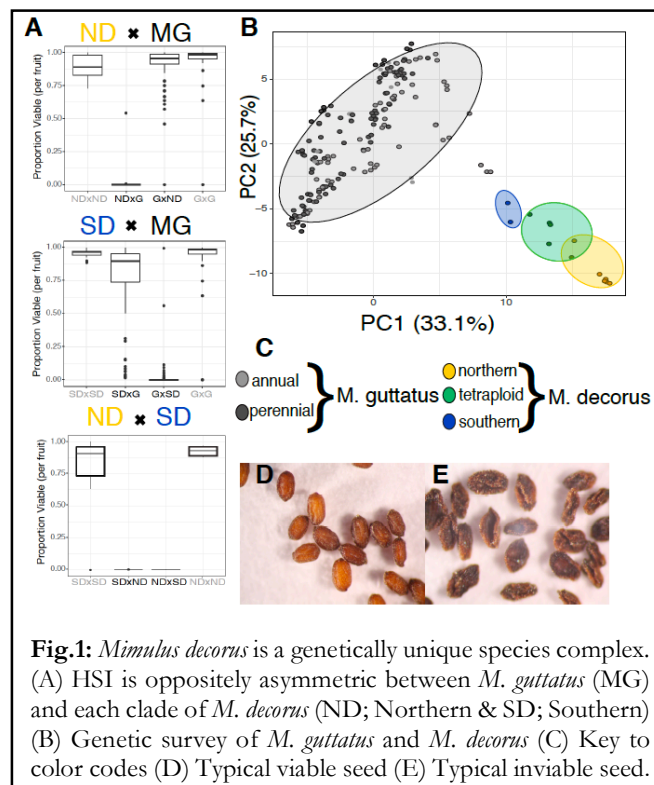 A
ND × MG
Proportion Viable (per fruit)
1.00
0.75
0.50
0.25
0.00
NDxND NDxG GxND GxG
SD × MG
Proportion Viable (per fruit)
1.00
0.75
0.50
0.25
0.00
SDxSD SDxG GxSD GxG
ND × SD
Proportion Viable (per fruit)
1.00
0.75
0.50
0.25
0.00
SDxSD SDxND NDxSD NDxND
B
PC2 (25.7%)
5
0
−5
−10
0 10
PC1 (33.1%)
C
annual
perennial
M. guttatus
northern
tetraploid
southern
M. decorus
D
E
Fig.1: Mimulus decorus is a genetically unique species complex.
(A) HSI is oppositely asymmetric between M. guttatus (MG)
and each clade of M. decorus (ND; Northern & SD; Southern)
(B) Genetic survey of M. guttatus and M. decorus (C) Key to
color codes (D) Typical viable seed (E) Typical inviable seed.